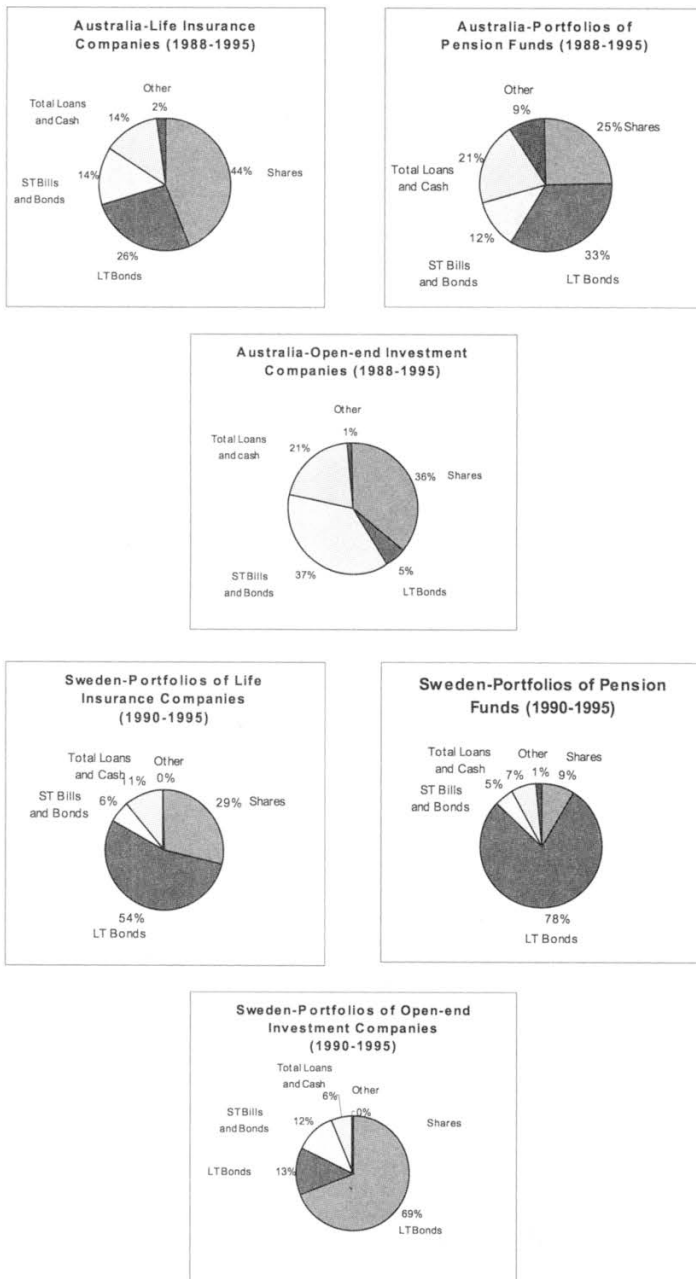 Australia-Life Insurance
Companies (1988-1995)
Other
2%
Total Loans
and Cash
14%
14%
ST Bills
and Bonds
44%
Shares
26%
LT Bonds
Australia-Portfolios of
Pension Funds (1988-1995)
Other
9%
25% Shares
21%
Total Loans
and Cash
12%
ST Bills
and Bonds
33%
LT Bonds
Australia-Open-end Investment
Companies (1988-1995)
Other
1%
Total Loans
and cash
21%
36%
Shares
ST Bills
and Bonds
37%
5%
LT Bonds
Sweden-Portfolios of Life
Insurance Companies
(1990-1995)
Total Loans
and Cash
11%
Other
0%
ST Bills
and Bonds
6%
29% Shares
54%
LT Bonds
Sweden-Portfolios of Pension
Funds (1990-1995)
Total Loans
and Cash
7%
Other
1%
Shares
9%
ST Bills
and Bonds
5%
78%
LT Bonds
Sweden-Portfolios of Open-end
Investment Companies
(1990-1995)
Total Loans
and Cash
6%
Other
0%
ST Bills
and Bonds
12%
Shares
LT Bonds
13%
69%
LT Bonds